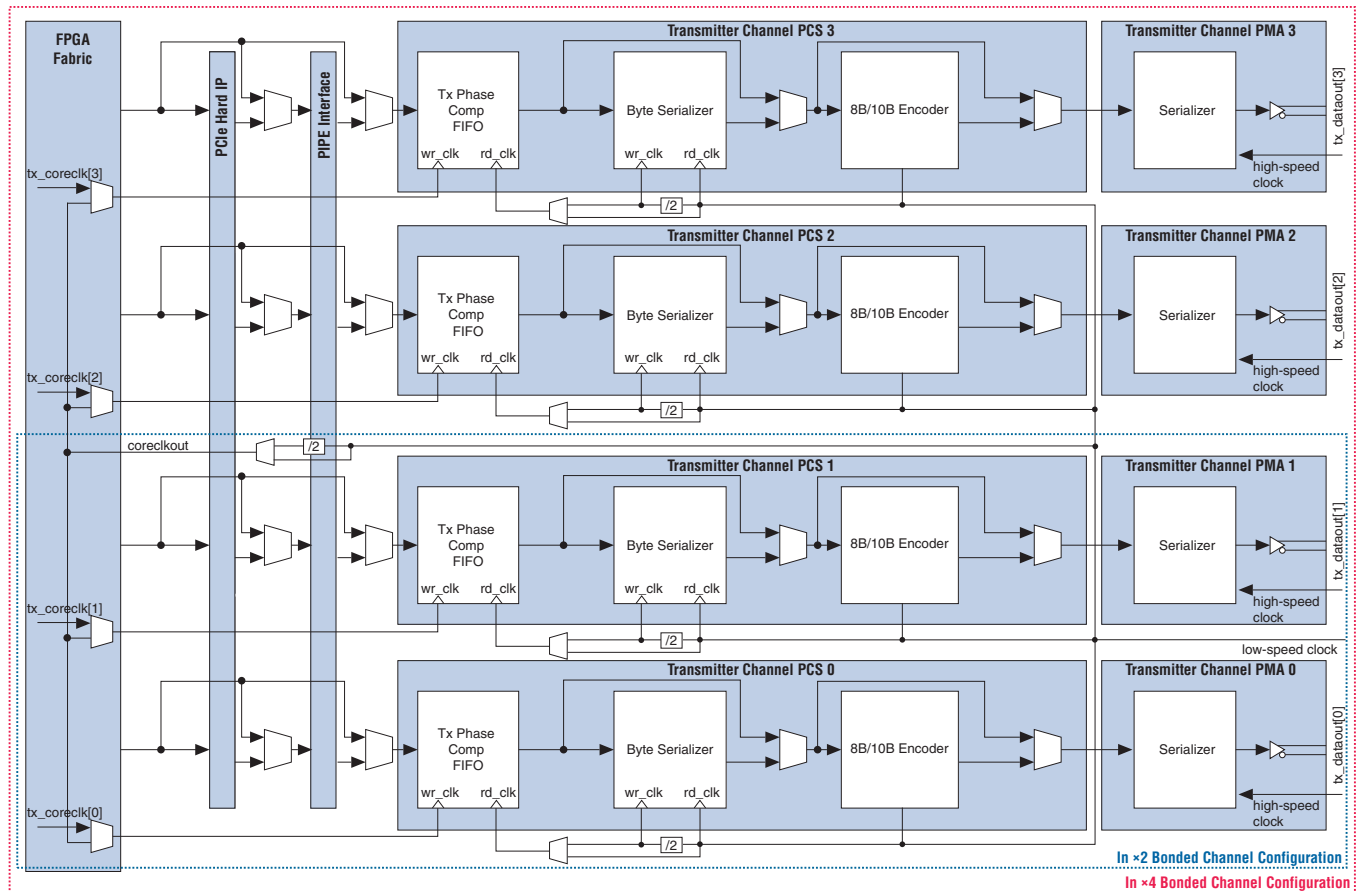 FPGA
Fabric
PCIe Hard IP
PIPE Interface
Transmitter Channel PCS 3
Tx Phase
Comp
FIFO
wr_clk rd_clk
Byte Serializer
wr_clk rd_clk
8B/10B Encoder
/2
Transmitter Channel PMA 3
Serializer
high-speed
clock
tx_dataout[3]
tx_coreclk[3]
Transmitter Channel PCS 2
Tx Phase
Comp
FIFO
wr_clk rd_clk
Byte Serializer
wr_clk rd_clk
8B/10B Encoder
/2
Transmitter Channel PMA 2
Serializer
high-speed
clock
tx_dataout[2]
tx_coreclk[2]
coreclkout
/2
Transmitter Channel PCS 1
Tx Phase
Comp
FIFO
wr_clk rd_clk
Byte Serializer
wr_clk rd_clk
8B/10B Encoder
/2
Transmitter Channel PMA 1
Serializer
high-speed
clock
tx_dataout[1]
tx_coreclk[1]
low-speed clock
Transmitter Channel PCS 0
Tx Phase
Comp
FIFO
wr_clk rd_clk
Byte Serializer
wr_clk rd_clk
8B/10B Encoder
/2
Transmitter Channel PMA 0
Serializer
high-speed
clock
tx_dataout[0]
tx_coreclk[0]
In ×2 Bonded Channel Configuration
In ×4 Bonded Channel Configuration